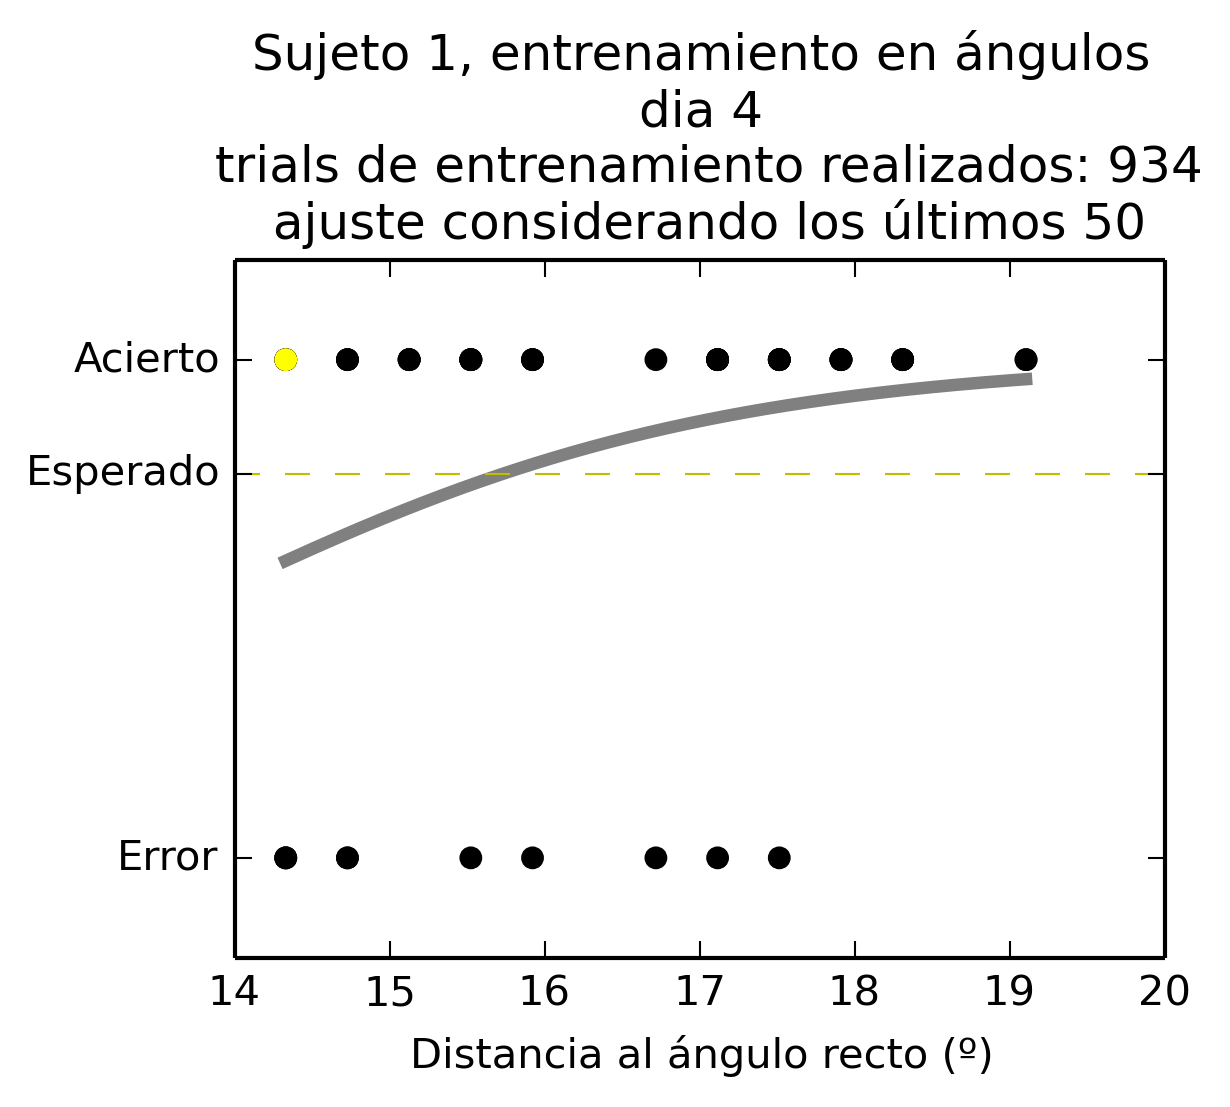 Sujeto 1, entrenamiento en ángulos
dia 4
trials de entrenamiento realizados: 934
ajuste considerando los últimos 50
Acierto
Esperado
Error
14 15 16 17 18 19 20
Distancia al ángulo recto (º)